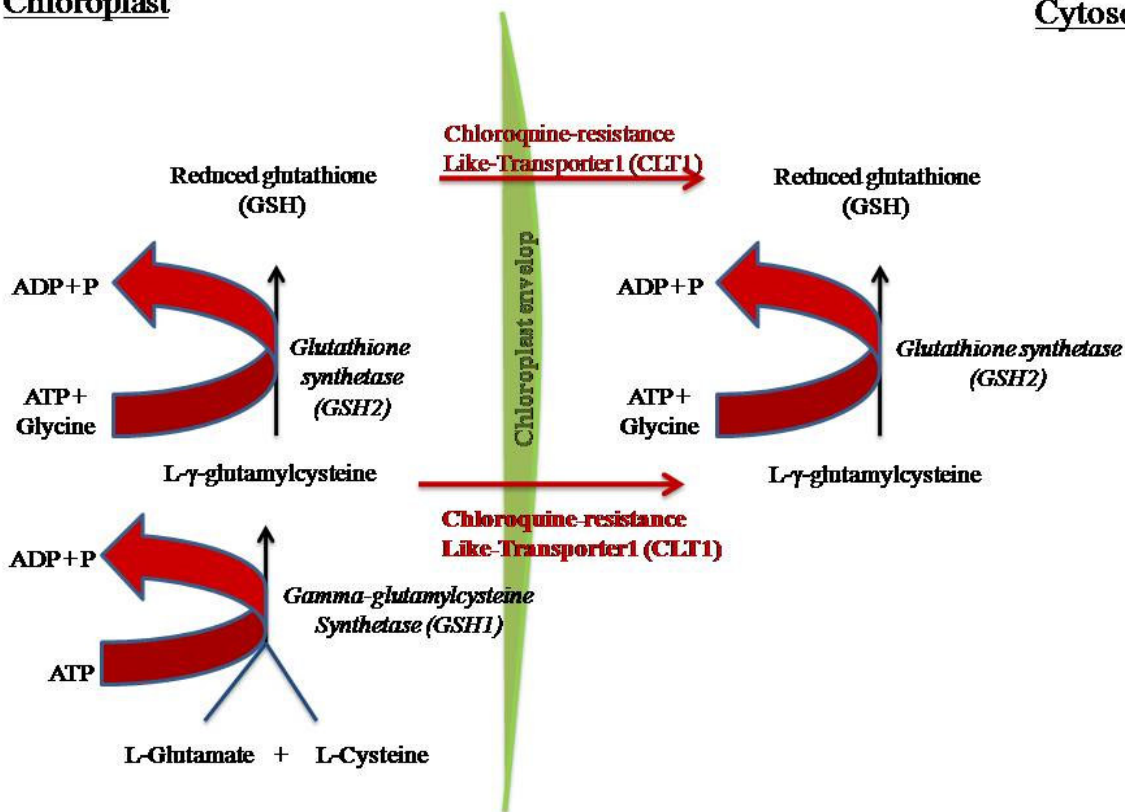 Chloroplast
Cytoso
Chloroquine-resistance
Like-Transporter1 (CLT1)
Reduced glutathione
(GSH)
Reduced glutathione
(GSH)
ADP+P
Glutathione
synthetase
(GSH2)
ATP+
Glycine
Chloroplast envelop
ADP+P
Glutathione synthetase
(GSH2)
ATP+
Glycine
L-γ-glutamylcysteine
L-γ-glutamylcysteine
Chloroquine-resistance
Like-Transporter1 (CLT1)
ADP+P
Gamma-glutamylcysteine
Synthetase (GSH1)
ATP
L-Glutamate + L-Cysteine